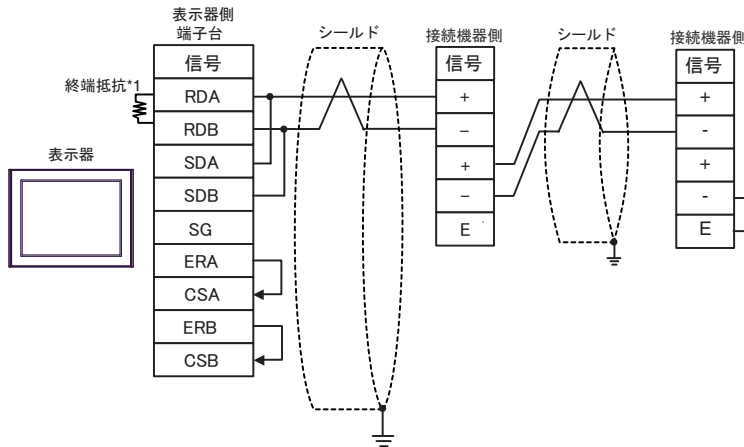 表示器側
端子台
信号
RDA
RDB
SDA
SDB
SG
ERA
CSA
ERB
CSB
終端抵抗*1
表示器
シールド
接続機器側
信号
+
−
+
−
E
シールド
接続機器側
信号
+
-
+
-
E